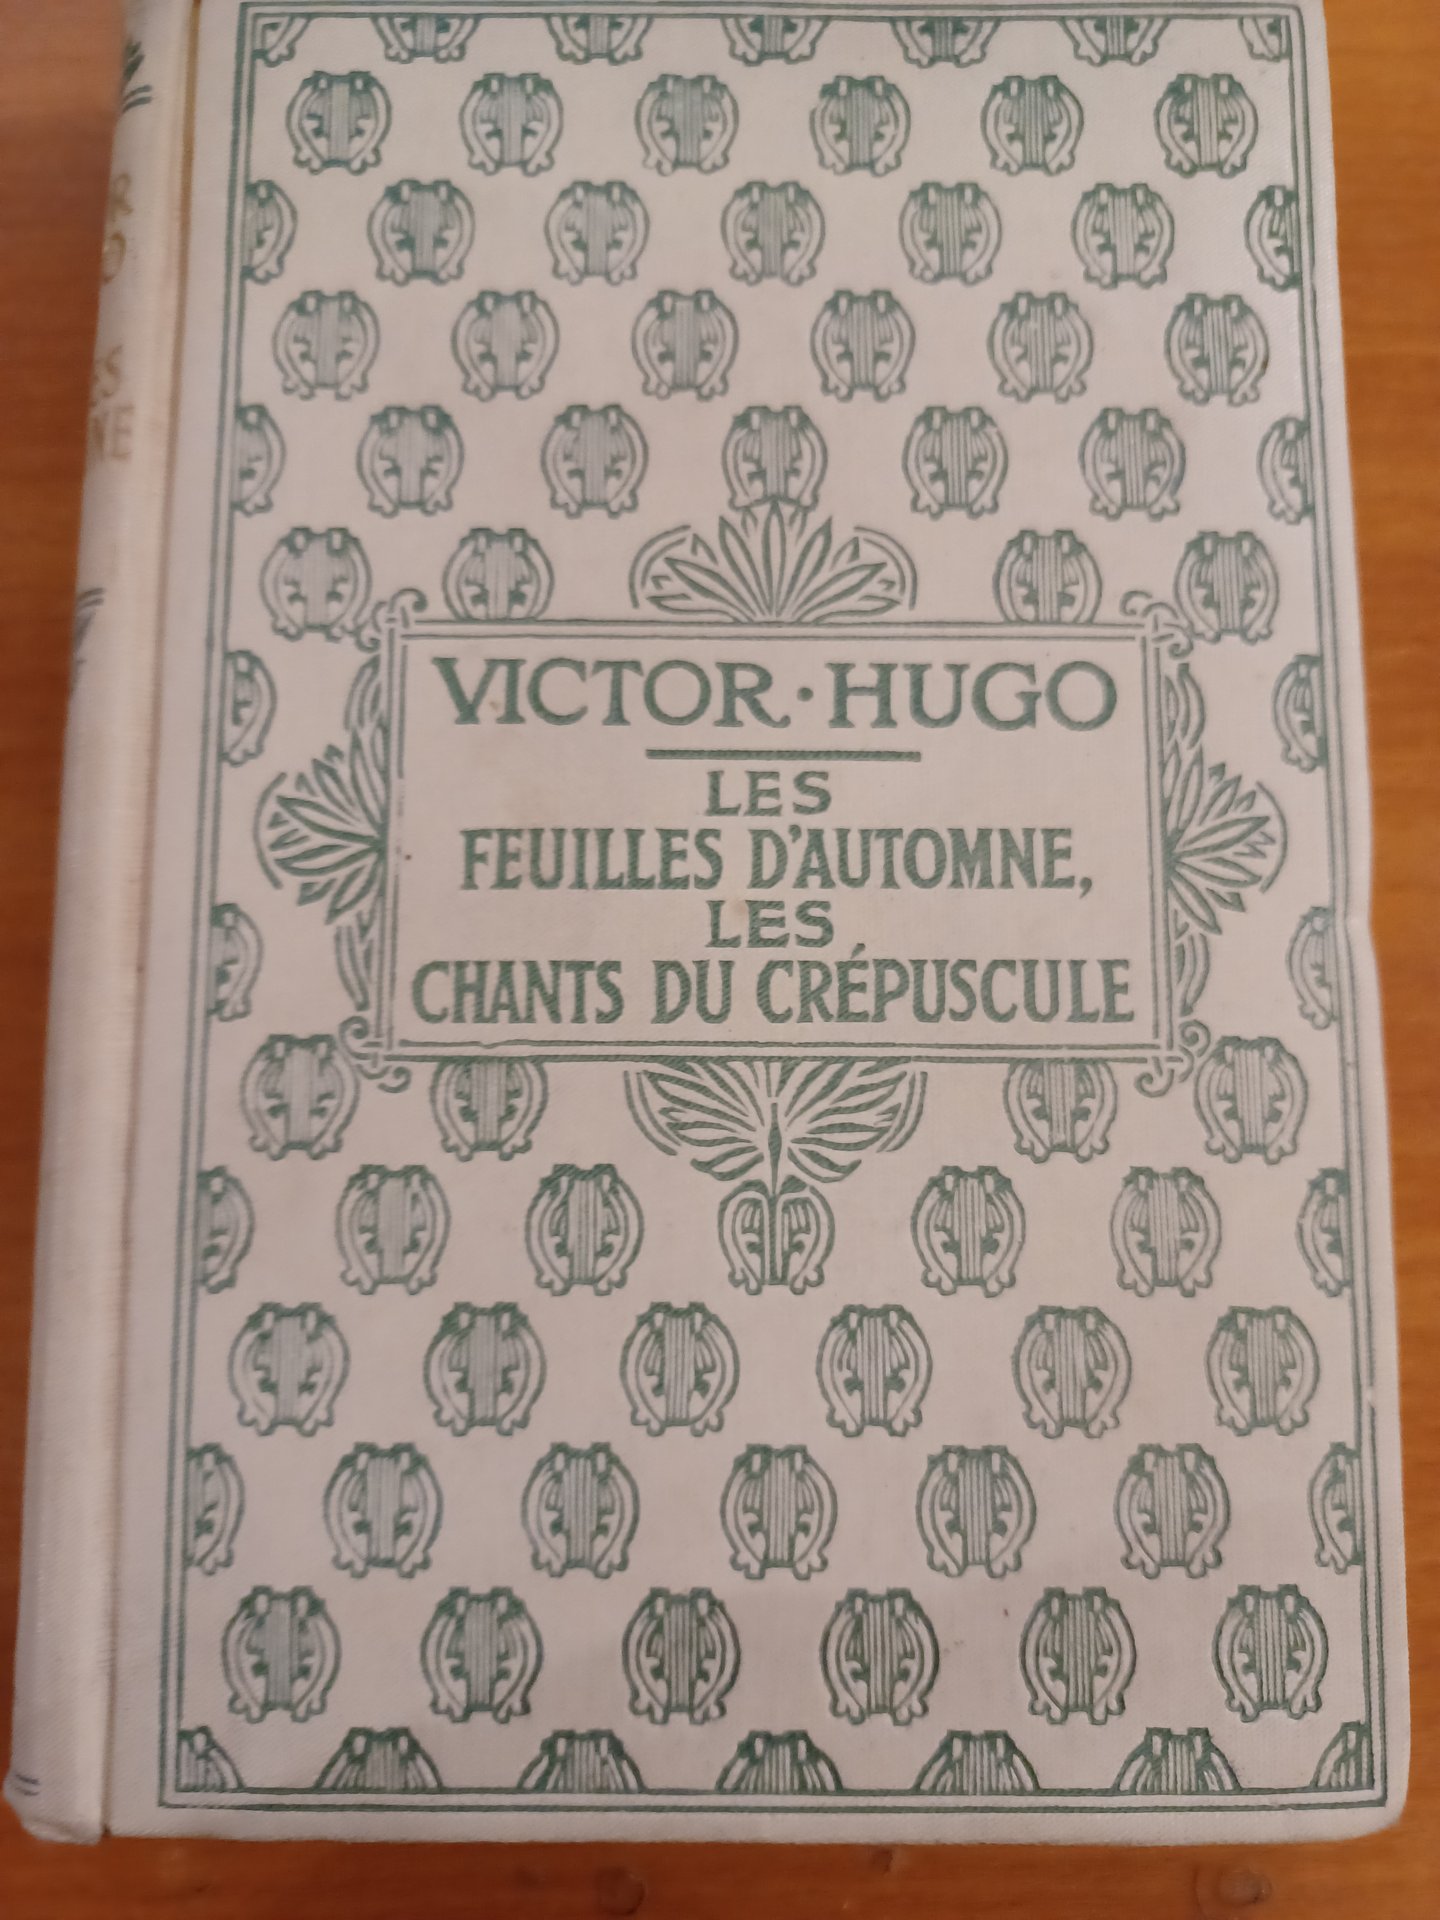 VICTOR · HUGO
LES
FEUILLES D'AUTOMNE,
LES
CHANTS DU CRÉPUSCULE